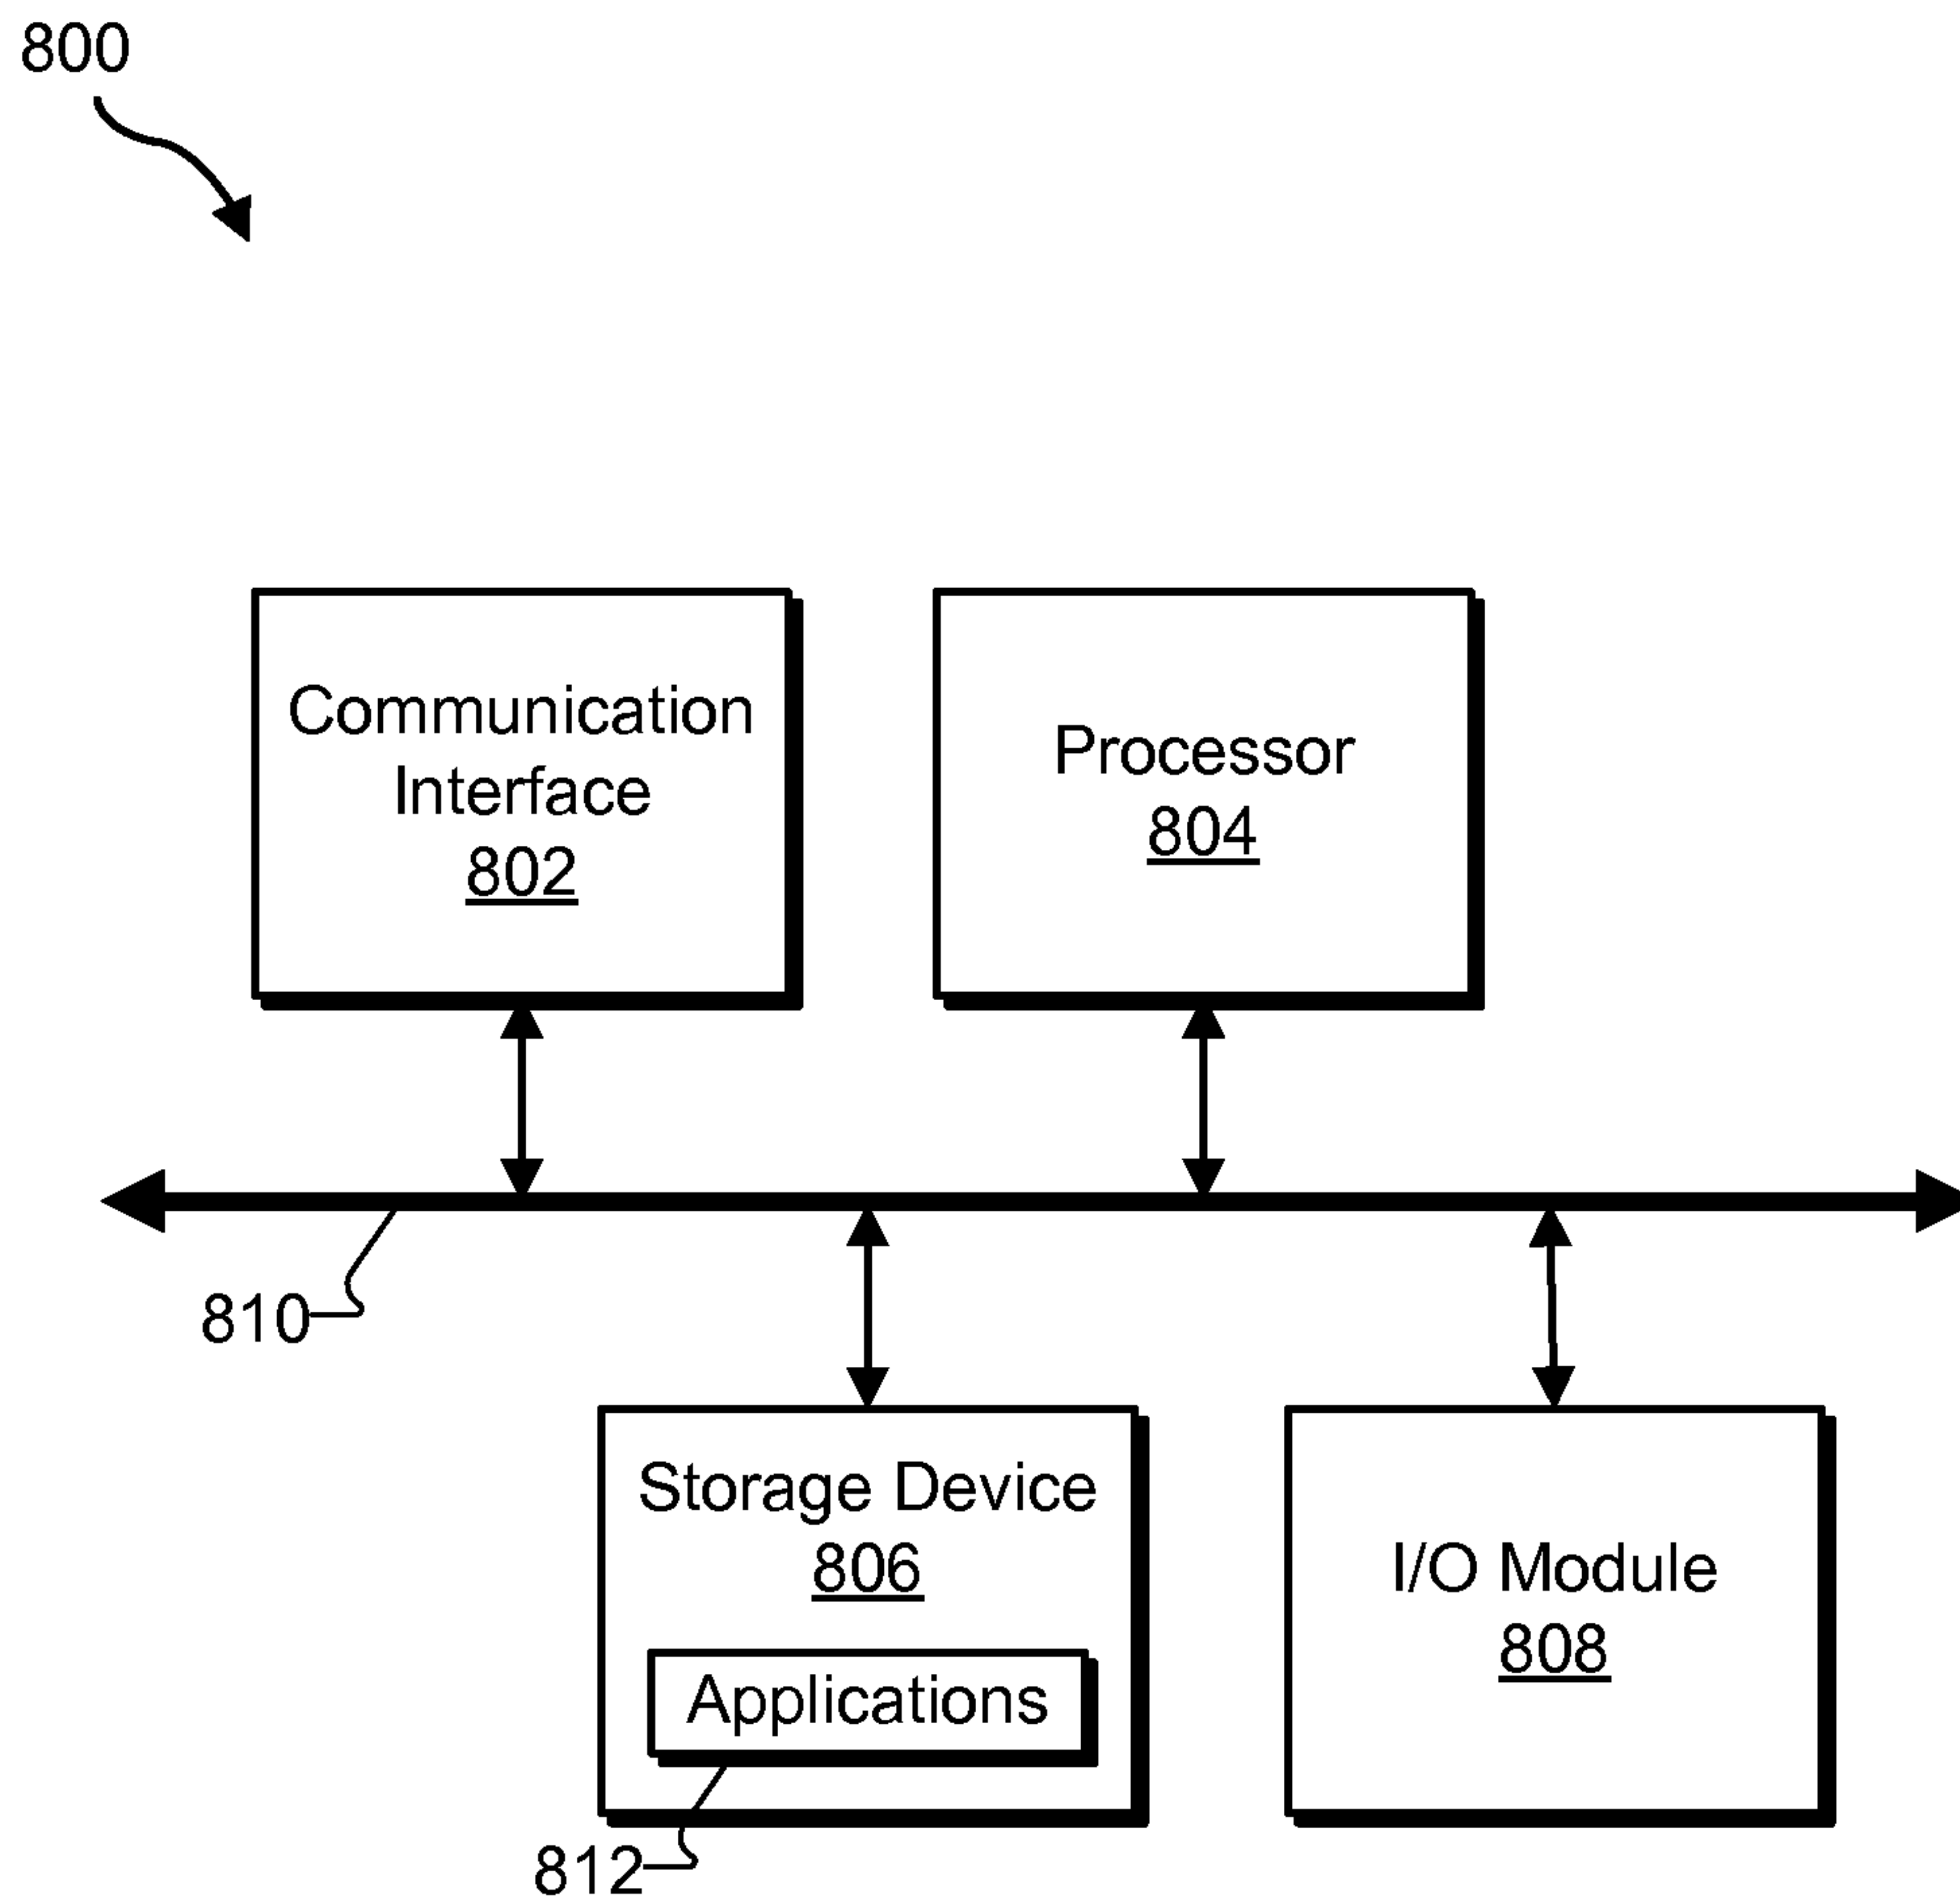 800
Communication
Interface
802
Processor
804
810
Storage Device
806
Applications
812
I/O Module
808